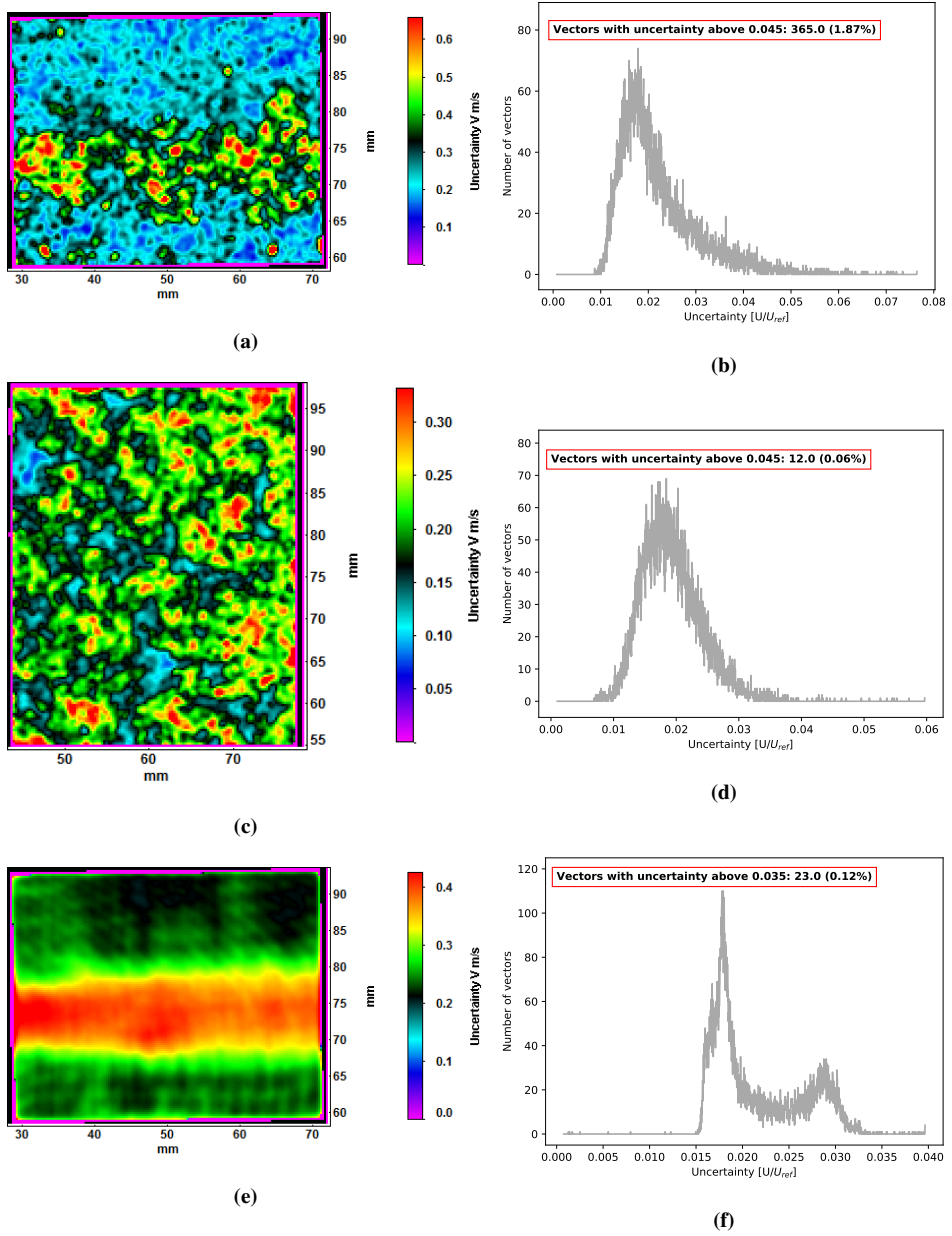 0.6
0.5
0.4
0.3
0.2
0.1
Uncertainty V m/s
90
85
80
75
70
65
60
mm
30 40 50 60 70
mm
(a)
Vectors with uncertainty above 0.045: 365.0 (1.87%)
80
60
40
20
0
Number of vectors
0.00 0.01 0.02 0.03 0.04 0.05 0.06 0.07 0.08
Uncertainty [U/Uref]
(b)
95
90
85
80
75
70
65
60
55
mm
50 60 70
mm
0.30
0.25
0.20
0.15
0.10
0.05
Uncertainty V m/s
(c)
Vectors with uncertainty above 0.045: 12.0 (0.06%)
80
70
60
50
40
30
20
10
0
Number of vectors
0.00 0.01 0.02 0.03 0.04 0.05 0.06
Uncertainty [U/Uref]
(d)
90
85
80
75
70
65
60
mm
30 40 50 60 70
mm
0.4
0.3
0.2
0.1
0.0
Uncertainty V m/s
(e)
Vectors with uncertainty above 0.035: 23.0 (0.12%)
120
100
80
60
40
20
0
Number of vectors
0.000 0.005 0.010 0.015 0.020 0.025 0.030 0.035 0.040
Uncertainty [U/Uref]
(f)